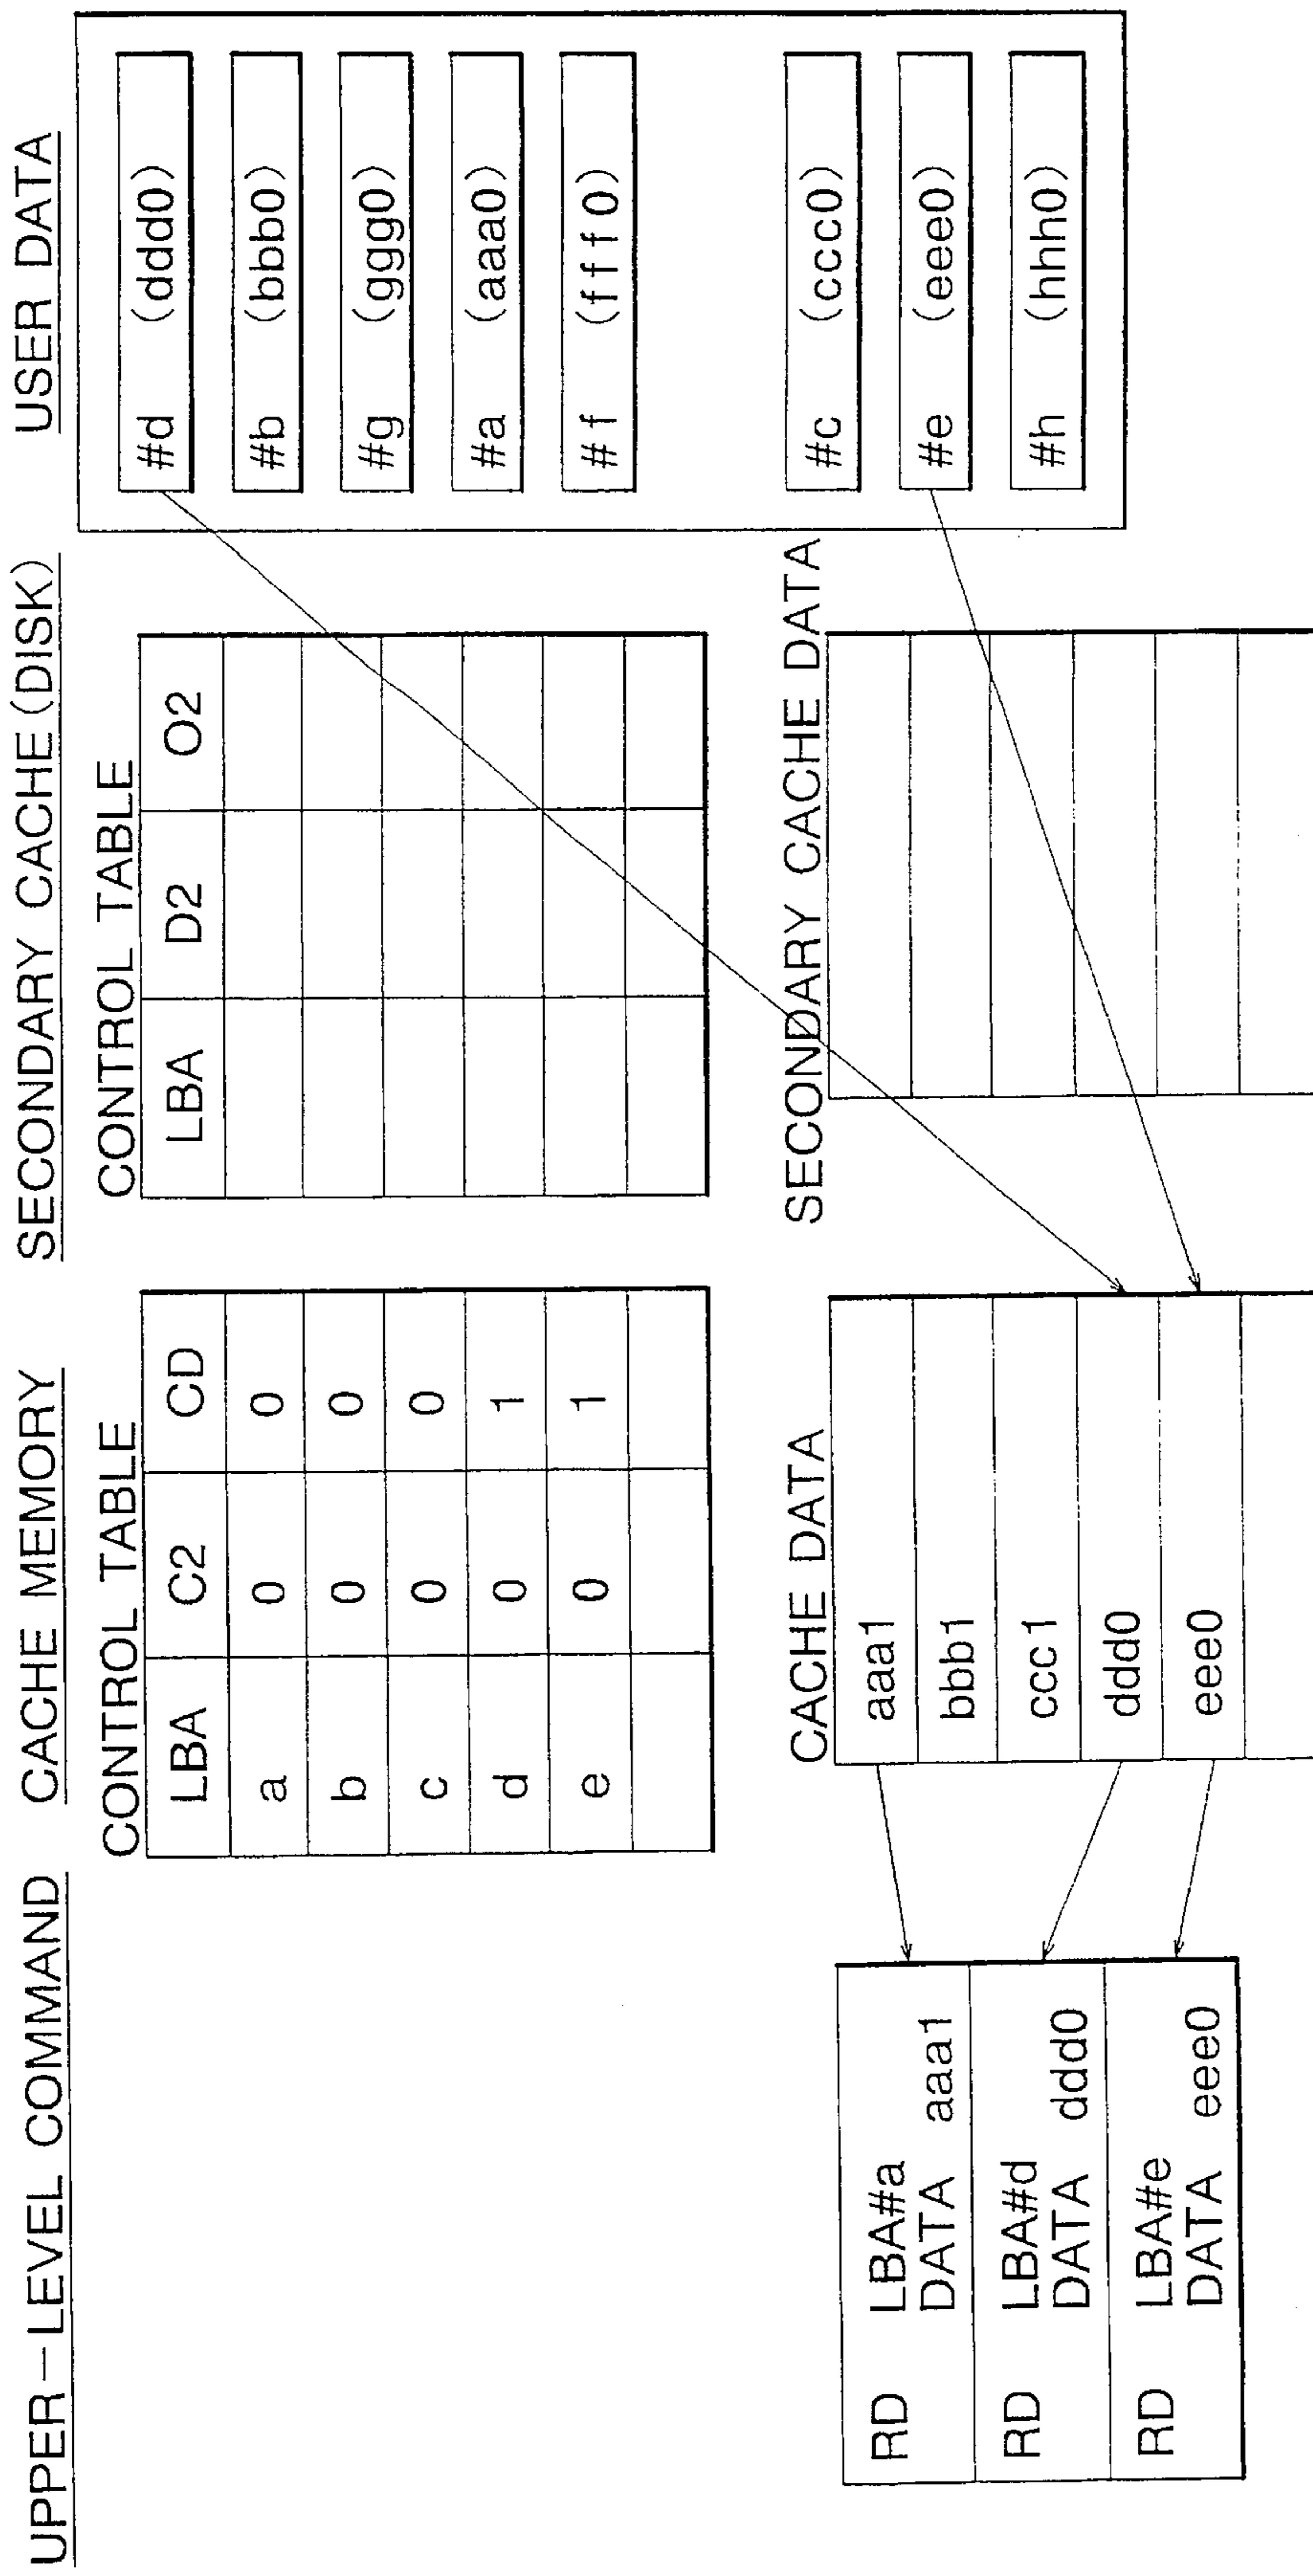 UPPER-LEVEL COMMAND
CACHE MEMORY
SECONDARY CACHE (DISK)
USER DATA
CONTROL TABLE
LBA C2 CD
a 0 0
b 0 0
c 0 0
d 0 1
e 0 1
CONTROL TABLE
LBA D2 O2
#d (ddd0)
#b (bbb0)
#g (ggg0)
#a (aaa0)
#f (fff0)
#c (ccc0)
#e (eee0)
#h (hhh0)
RD LBA#a
DATA aaa1
RD LBA#d
DATA ddd0
RD LBA#e
DATA eee0
CACHE DATA
aaa1
bbb1
ccc1
ddd0
eee0
SECONDARY CACHE DATA